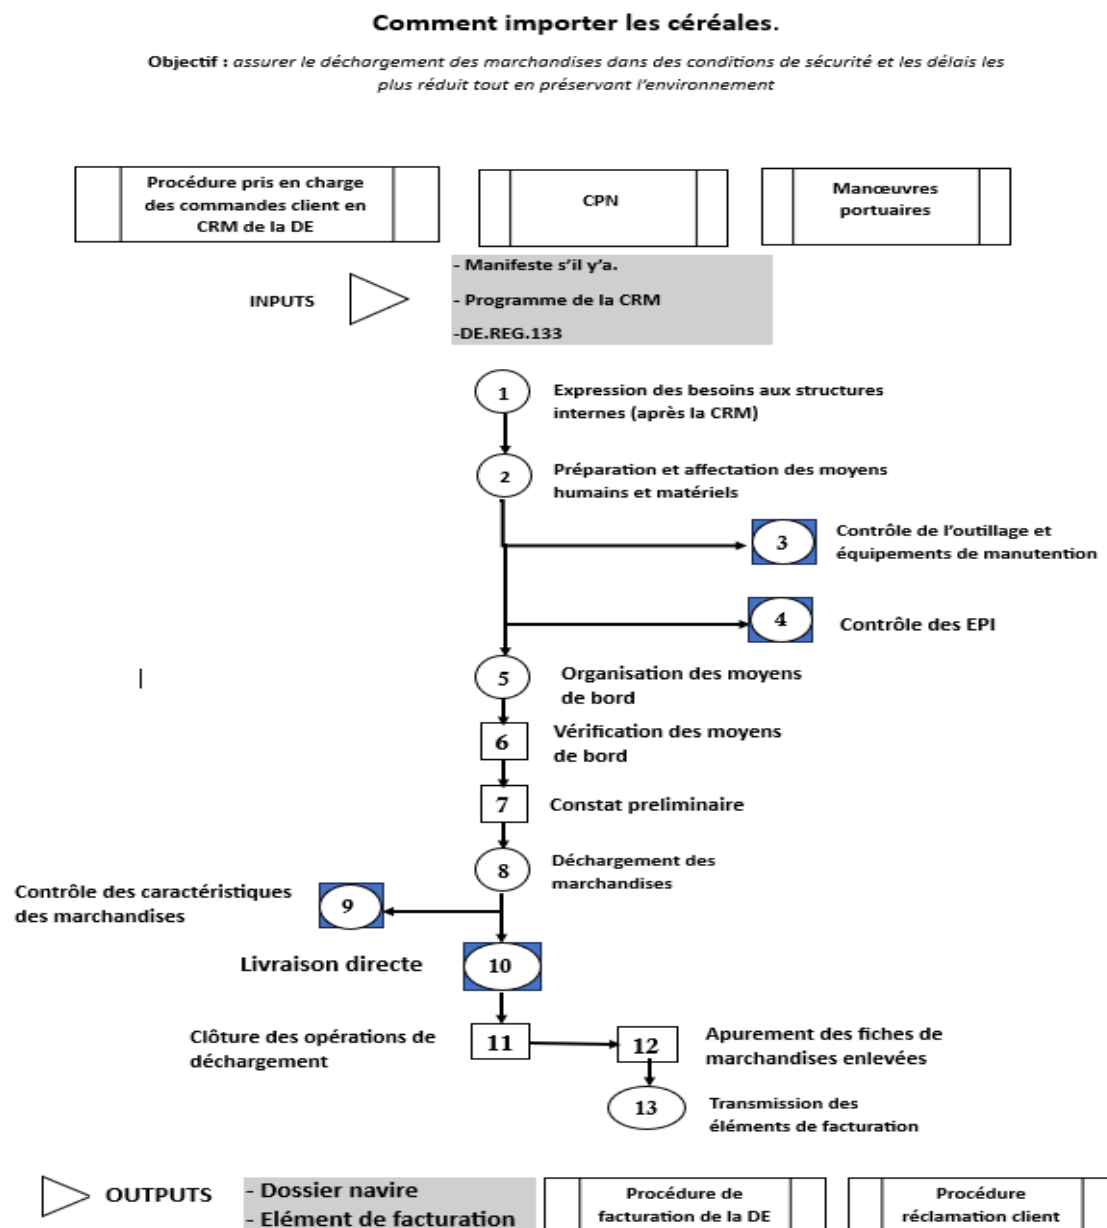 Comment importer les céréales.
Objectif : assurer le déchargement des marchandises dans des conditions de sécurité et les délais les
plus réduit tout en préservant l'environnement
Procédure pris en charge
des commandes client en
CRM de la DE
CPN
Manœuvres
portuaires
INPUTS
- Manifeste s'il y'a.
- Programme de la CRM
-DE.REG.133
1
Expression des besoins aux structures
internes (après la CRM)
2
Préparation et affectation des moyens
humains et matériels
3
Contrôle de l'outillage et
équipements de manutention
4
Contrôle des EPI
5
Organisation des moyens
de bord
6
Vérification des moyens
de bord
7
Constat preliminaire
8
Déchargement des
marchandises
Contrôle des caractéristiques
des marchandises
9
Livraison directe
10
Clôture des opérations de
déchargement
11
12
Apurement des fiches de
marchandises enlevées
13
Transmission des
éléments de facturation
OUTPUTS
- Dossier navire
- Elément de facturation
Procédure de
facturation de la DE
Procédure
réclamation client